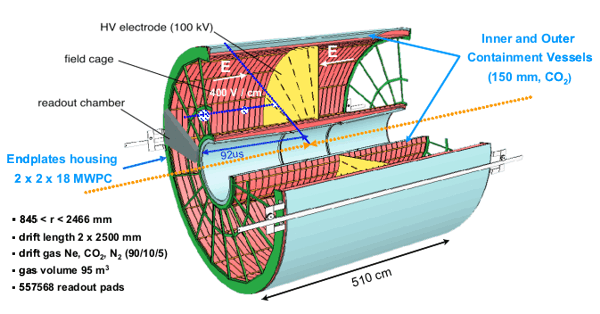 HV electrode (100 kV)
field cage
readout chamber
E
E
400 V / cm
92us
Inner and Outer
Containment Vessels
(150 mm, CO2)
Endplates housing
2 x 2 x 18 MWPC
▪ 845 < r < 2466 mm
▪ drift length 2 x 2500 mm
▪ drift gas Ne, CO2, N2 (90/10/5)
▪ gas volume 95 m³
▪ 557568 readout pads
510 cm